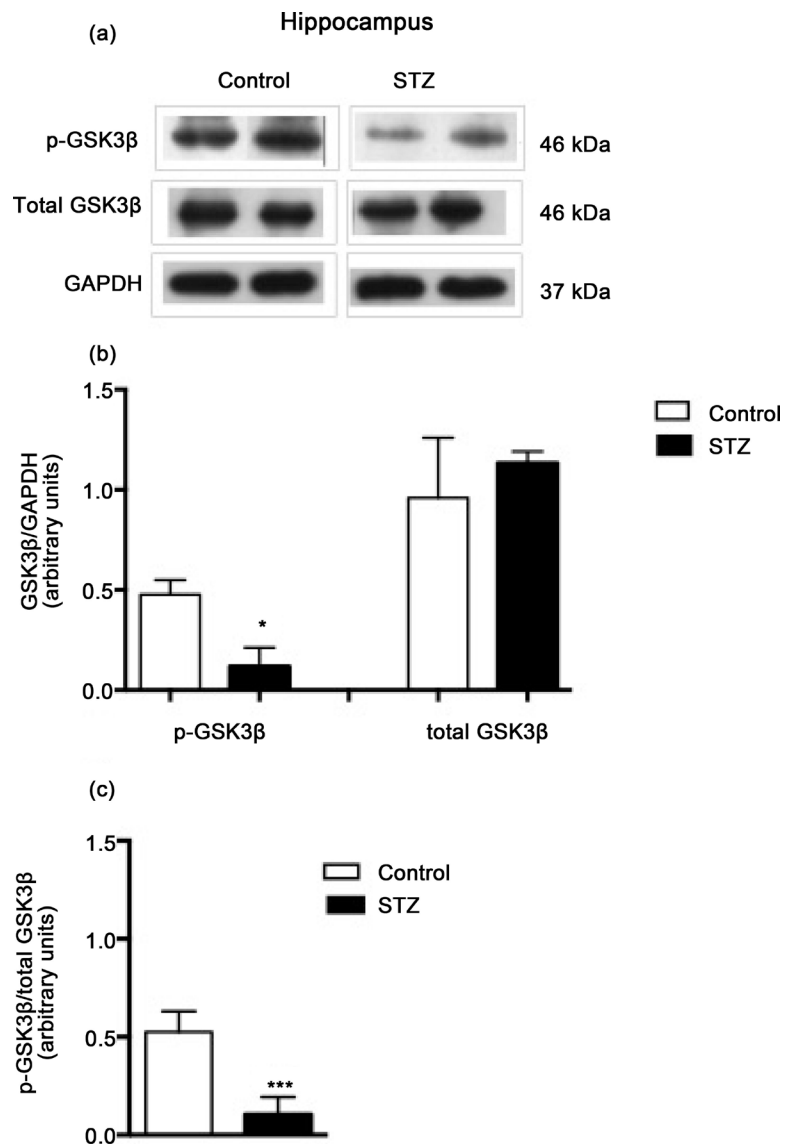 (a)
Hippocampus
Control STZ
p-GSK3β 46 kDa
Total GSK3β 46 kDa
GAPDH 37 kDa
(b)
GSK3β/GAPDH
(arbitrary units)
1.5
1.0
0.5
0.0
*
p-GSK3β total GSK3β
Control
STZ
(c)
p-GSK3β/total GSK3β
(arbitrary units)
1.5
1.0
0.5
0.0
***
Control
STZ